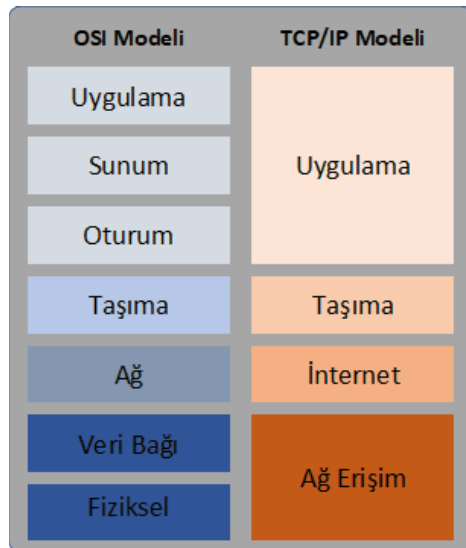 OSI Modeli
TCP/IP Modeli
Uygulama
Sunum
Oturum
Taşıma
Ağ
Veri Bağı
Fiziksel
Uygulama
Taşıma
İnternet
Ağ Erişim